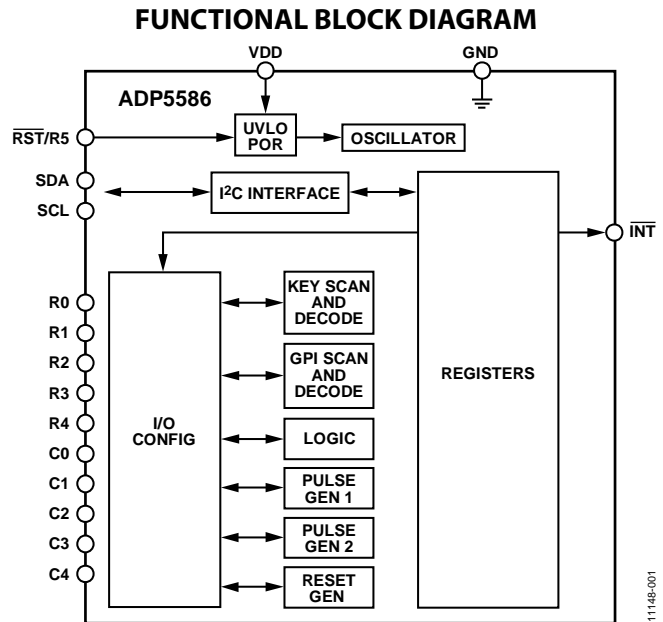 FUNCTIONAL BLOCK DIAGRAM
VDD
GND
ADP5586
RST/R5
UVLO
POR
OSCILLATOR
SDA
I²C INTERFACE
SCL
INT
R0
R1
R2
R3
R4
C0
C1
C2
C3
C4
I/O
CONFIG
KEY SCAN
AND
DECODE
GPI SCAN
AND
DECODE
LOGIC
PULSE
GEN 1
PULSE
GEN 2
RESET
GEN
REGISTERS
11148-001